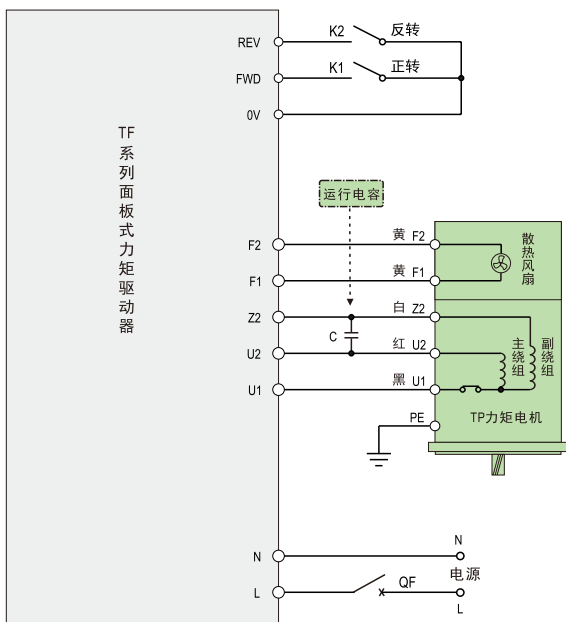 REV
K2
反转
FWD
K1
正转
0V
TF
系
列
面
板
式
力
矩
驱
动
器
运行电容
F2
黄 F2
散热风扇
F1
黄 F1
Z2
白 Z2
C
U2
红 U2
主绕组
副绕组
U1
黑 U1
TP力矩电机
PE
N
N
电源
L
QF
L